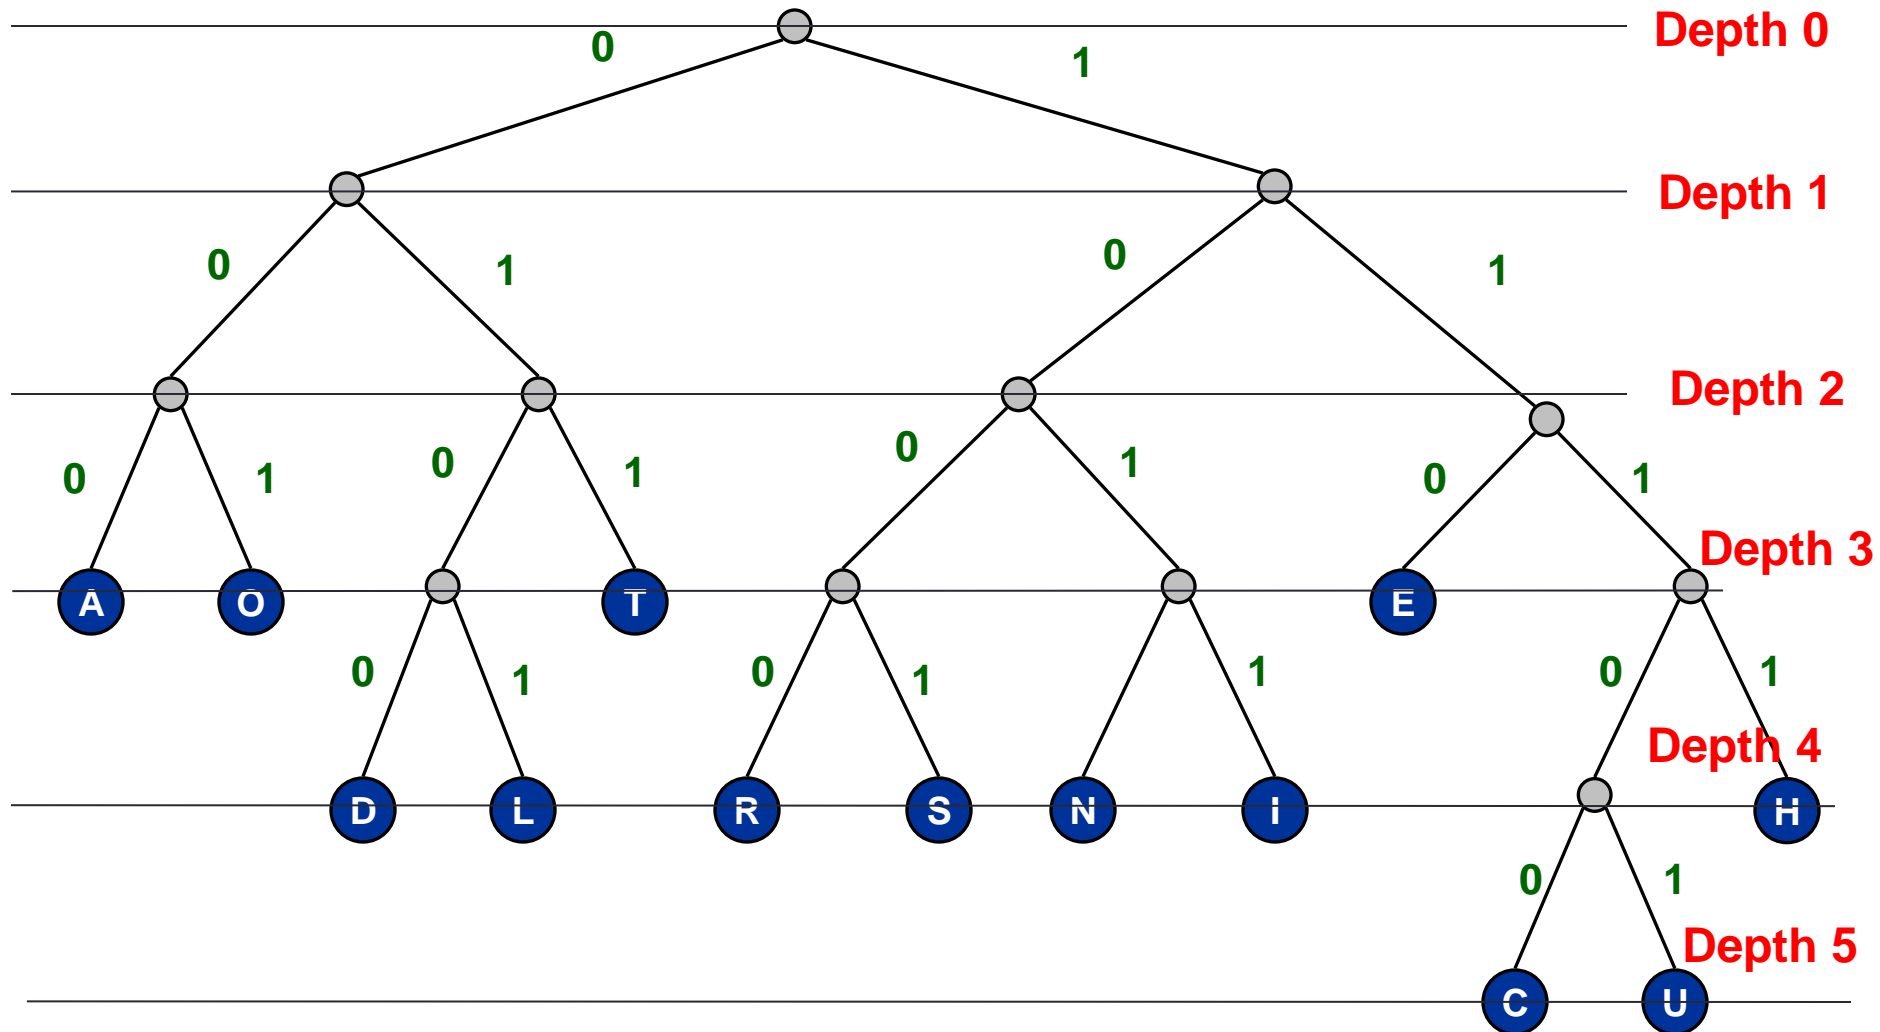 Depth 0
0 1
Depth 1
0 1 0 1
Depth 2
0 1 0 1 0 1 0 1
Depth 3
A O T E
0 1 0 1 1 0 1
Depth 4
D L R S N I H
0 1
Depth 5
C U